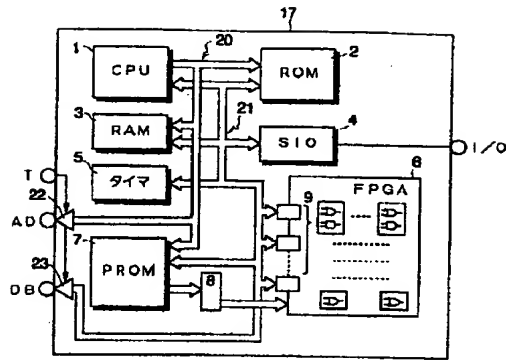 17
1
CPU
20
2
ROM
3
RAM
21
4
SIO
I/O
5
タイマ
T
22
AD
6
FPGA
9
7
PROM
8
23
DB